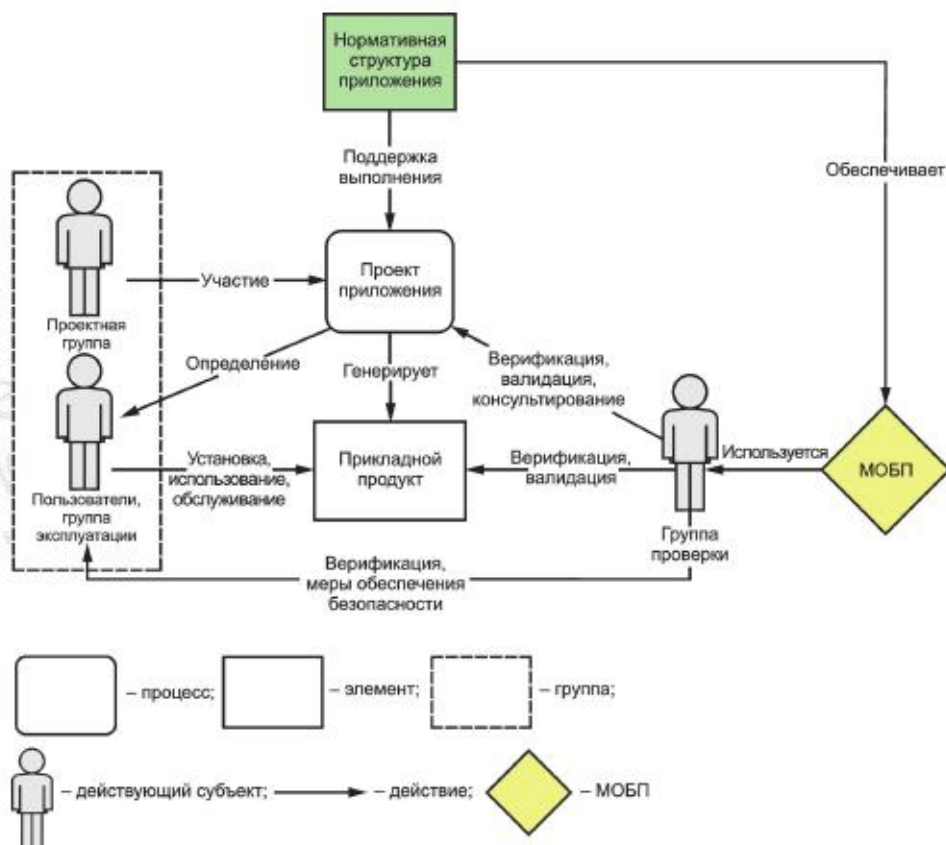 Нормативная
структура
приложения
Поддержка
выполнения
Обеспечивает
Проект
приложения
Участие
Проектная
группа
Определение
Генерирует
Верификация,
валидация,
консультирование
Установка,
использование,
обслуживание
Прикладной
продукт
Верификация,
валидация
Используется
МОБП
Пользователи,
группа
эксплуатации
Группа
проверки
Верификация,
меры обеспечения
безопасности
– процесс;
– элемент;
– группа;
– действующий субъект;
– действие;
– МОБП